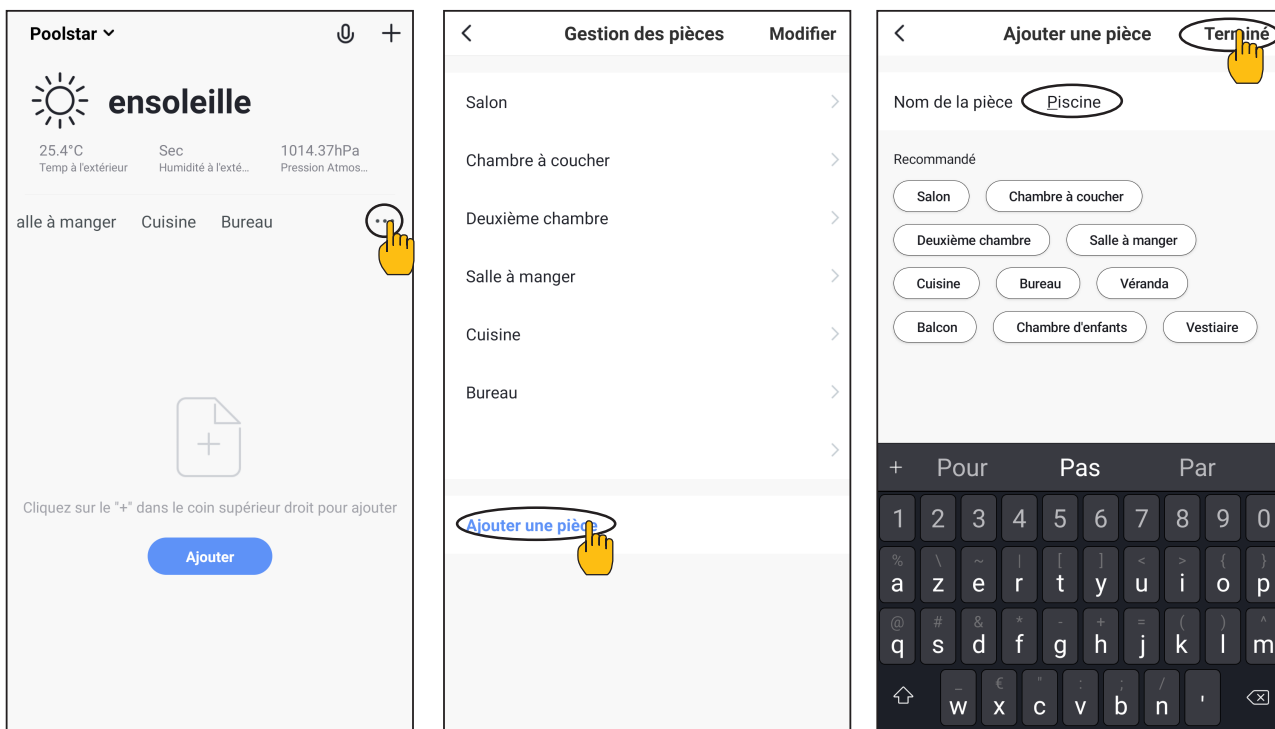 Poolstar
ensoleille
25.4°C Sec 1014.37hPa
Temp à l'extérieur Humidité à l'exté... Pression Atmos...
alle à manger Cuisine Bureau
Cliquez sur le "+" dans le coin supérieur droit pour ajouter
Ajouter
Gestion des pièces Modifier
Salon
Chambre à coucher
Deuxième chambre
Salle à manger
Cuisine
Bureau
Ajouter une pièce
Ajouter une pièce Terminé
Nom de la pièce Piscine
Recommandé
Salon Chambre à coucher
Deuxième chambre Salle à manger
Cuisine Bureau Véranda
Balcon Chambre d'enfants Vestiaire
+ Pour Pas Par
1 2 3 4 5 6 7 8 9 0
% \ ~ | [ ] < > { }
a z e r t y u i o p
@ # & * - + = ( ) ^
q s d f g h j k l m
_ € " : ; /
w x c v b n '